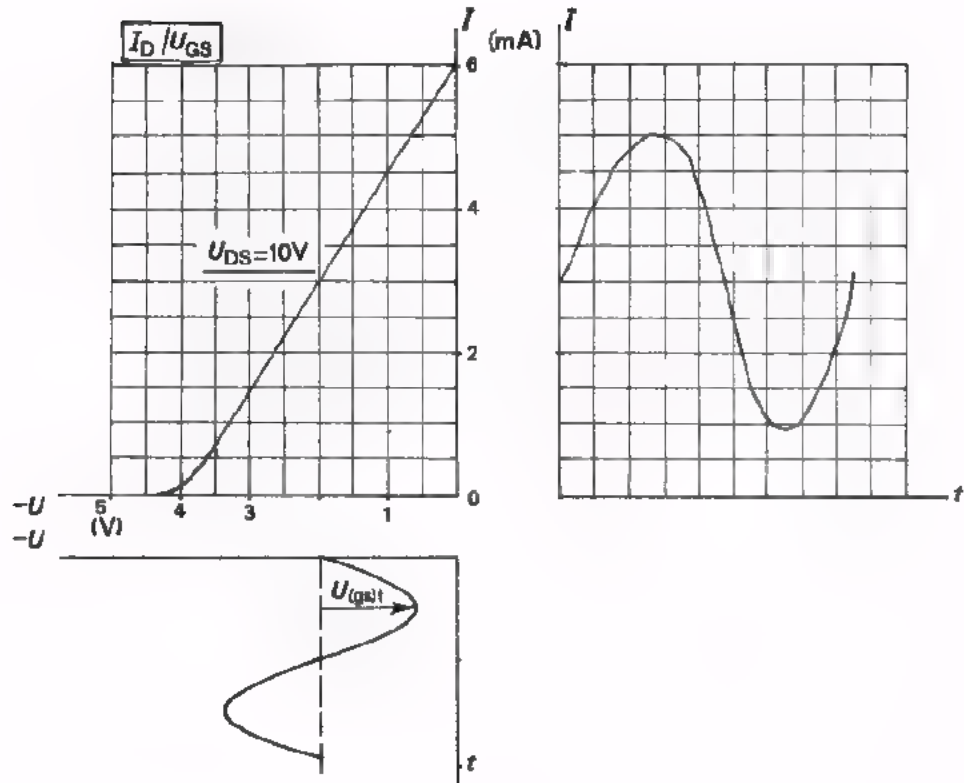 I_D/U_GS
I
(mA)
I
6
4
U_DS=10V
2
0
-U
5
4
3
1
t
(V)
-U
U_(gs)t
t